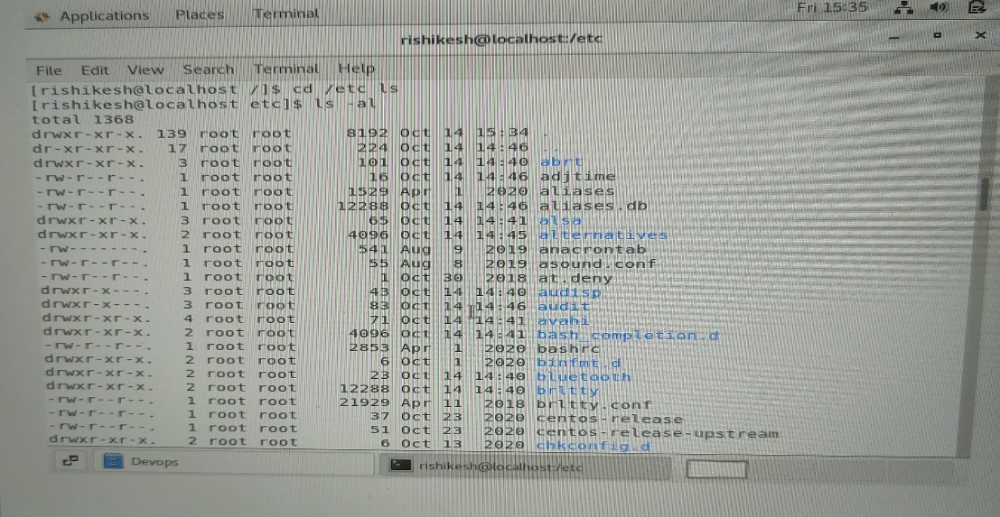 Applications Places Terminal Fri 15:35
rishikesh@localhost:/etc
File Edit View Search Terminal Help
[rishikesh@localhost /]$ cd /etc ls
[rishikesh@localhost etc]$ ls -al
total 1368
drwxr-xr-x. 139 root root 8192 Oct 14 15:34 .
dr-xr-xr-x. 17 root root 224 Oct 14 14:46 ..
drwxr-xr-x. 3 root root 101 Oct 14 14:40 abrt
-rw-r--r--. 1 root root 16 Oct 14 14:46 adjtime
-rw-r--r--. 1 root root 1529 Apr 1 2020 aliases
-rw-r--r--. 1 root root 12288 Oct 14 14:46 aliases.db
drwxr-xr-x. 3 root root 65 Oct 14 14:41 alsa
drwxr-xr-x. 2 root root 4096 Oct 14 14:45 alternatives
-rw-------. 1 root root 541 Aug 9 2019 anacrontab
-rw-r--r--. 1 root root 55 Aug 8 2019 asound.conf
-rw-r--r--. 1 root root 1 Oct 30 2018 at.deny
drwxr-x---. 3 root root 43 Oct 14 14:40 audisp
drwxr-x---. 3 root root 83 Oct 14 14:46 audit
drwxr-xr-x. 4 root root 71 Oct 14 14:41 avahi
drwxr-xr-x. 2 root root 4096 Oct 14 14:41 bash_completion.d
-rw-r--r--. 1 root root 2853 Apr 1 2020 bashrc
drwxr-xr-x. 2 root root 6 Oct 1 2020 binfmt.d
drwxr-xr-x. 2 root root 23 Oct 14 14:40 bluetooth
drwxr-xr-x. 2 root root 12288 Oct 14 14:40 brltty
-rw-r--r--. 1 root root 21929 Apr 11 2018 brltty.conf
-rw-r--r--. 1 root root 37 Oct 23 2020 centos-release
-rw-r--r--. 1 root root 51 Oct 23 2020 centos-release-upstream
drwxr-xr-x. 2 root root 6 Oct 13 2020 chkconfig.d
Devops rishikesh@localhost:/etc